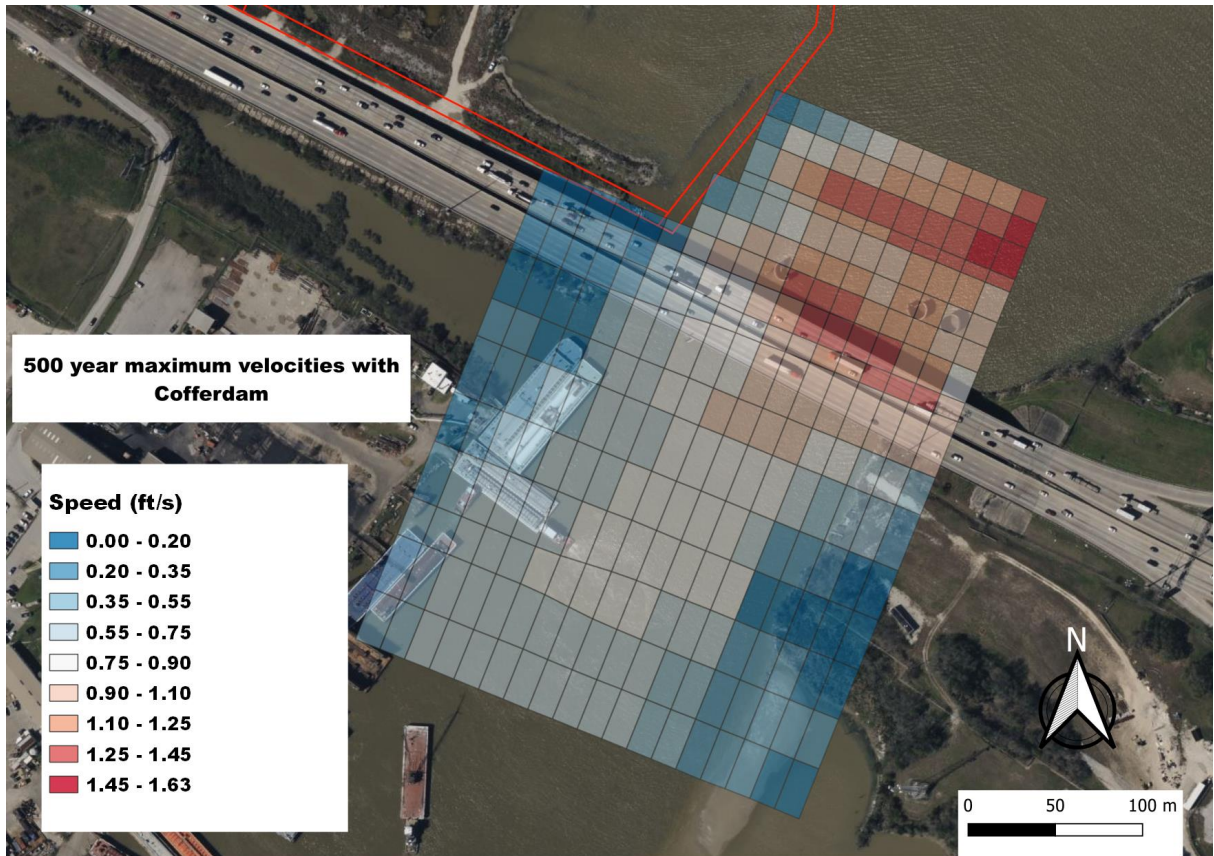 500 year maximum velocities with
Cofferdam
Speed (ft/s)
0.00 - 0.20
0.20 - 0.35
0.35 - 0.55
0.55 - 0.75
0.75 - 0.90
0.90 - 1.10
1.10 - 1.25
1.25 - 1.45
1.45 - 1.63
N
0 50 100 m